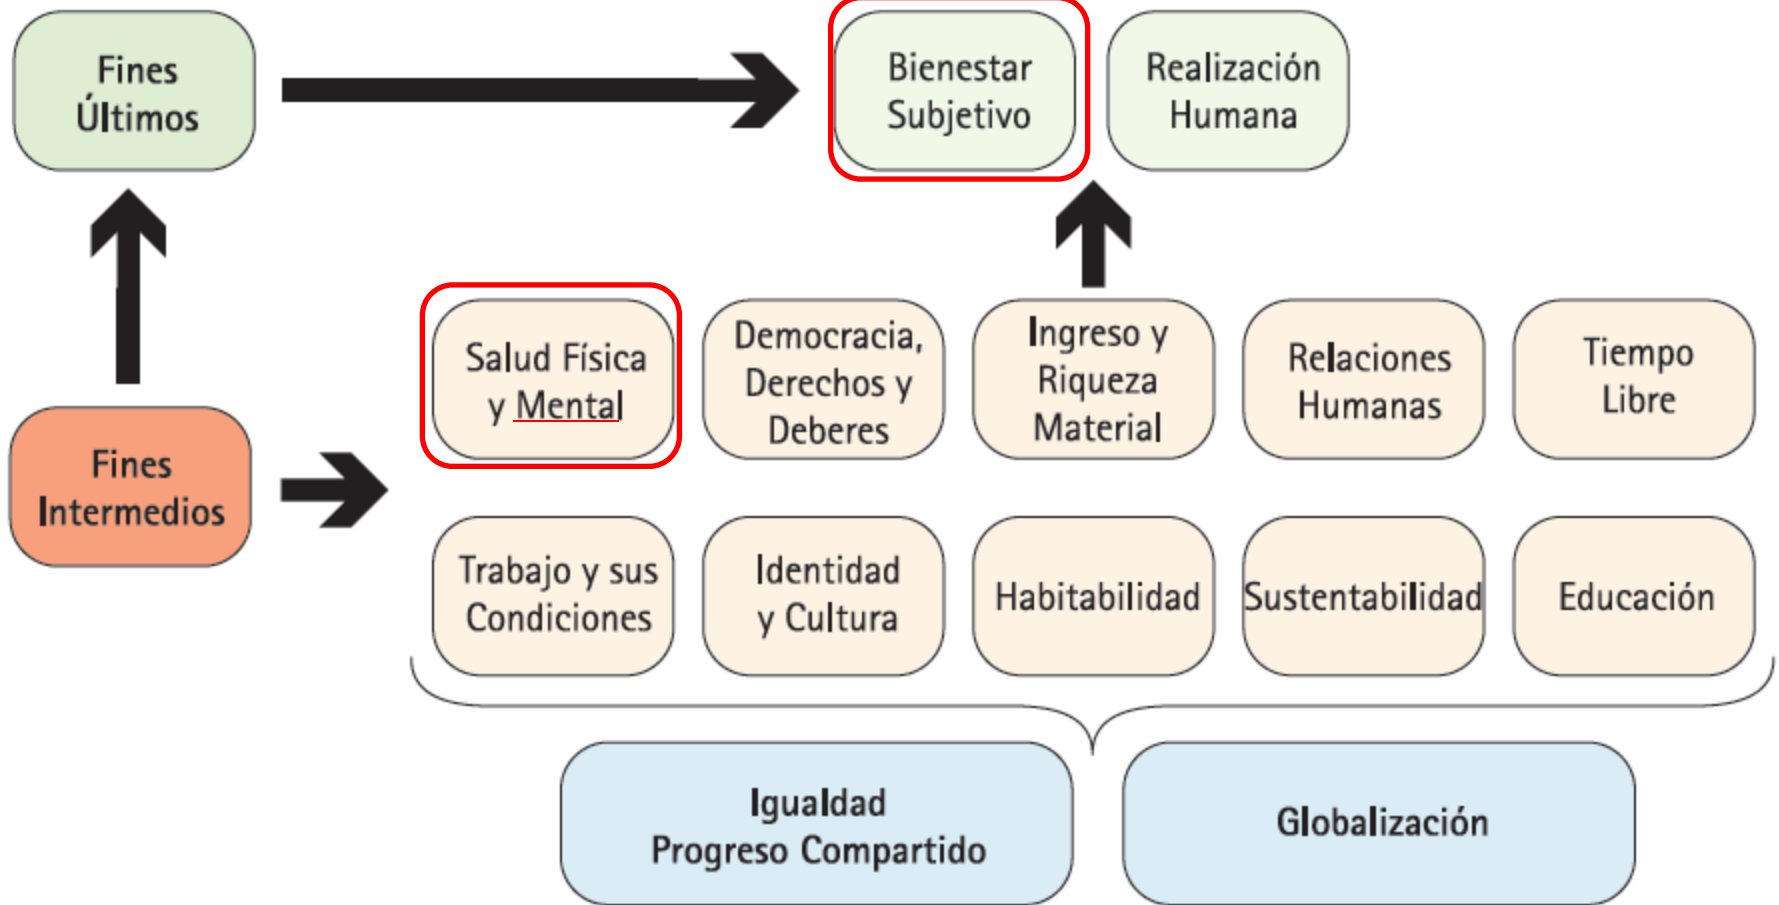 Fines
Últimos
Bienestar
Subjetivo
Realización
Humana
Salud Física
y Mental
Democracia,
Derechos y
Deberes
Ingreso y
Riqueza
Material
Relaciones
Humanas
Tiempo
Libre
Fines
Intermedios
Trabajo y sus
Condiciones
Identidad
y Cultura
Habitabilidad
Sustentabilidad
Educación
Igualdad
Progreso Compartido
Globalización